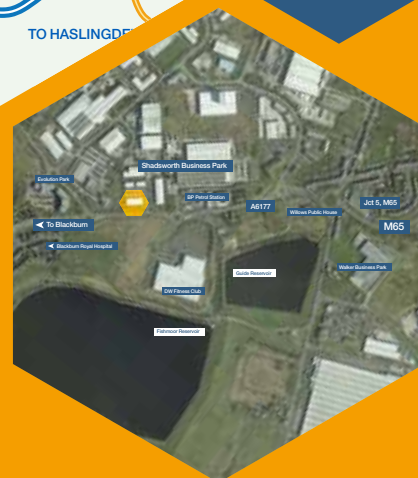 TO HASLINGDE
Shadsworth Business Park
Evolution Park
BP Petrol Station
A6177
Jct 5, M65
Willows Public House
To Blackburn
M65
Blackburn Royal Hospital
Walker Business Park
Guide Reservoir
DW Fitness Club
Fishmoor Reservoir